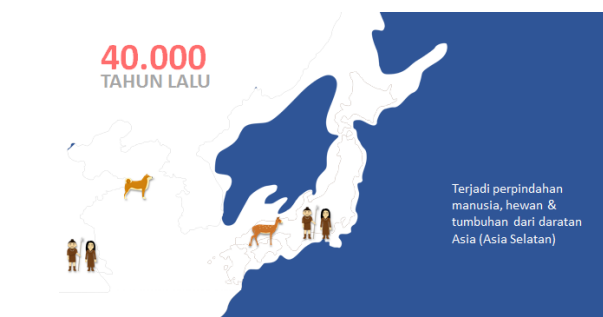 40.000
TAHUN LALU
Terjadi perpindahan
manusia, hewan &
tumbuhan dari daratan
Asia (Asia Selatan)